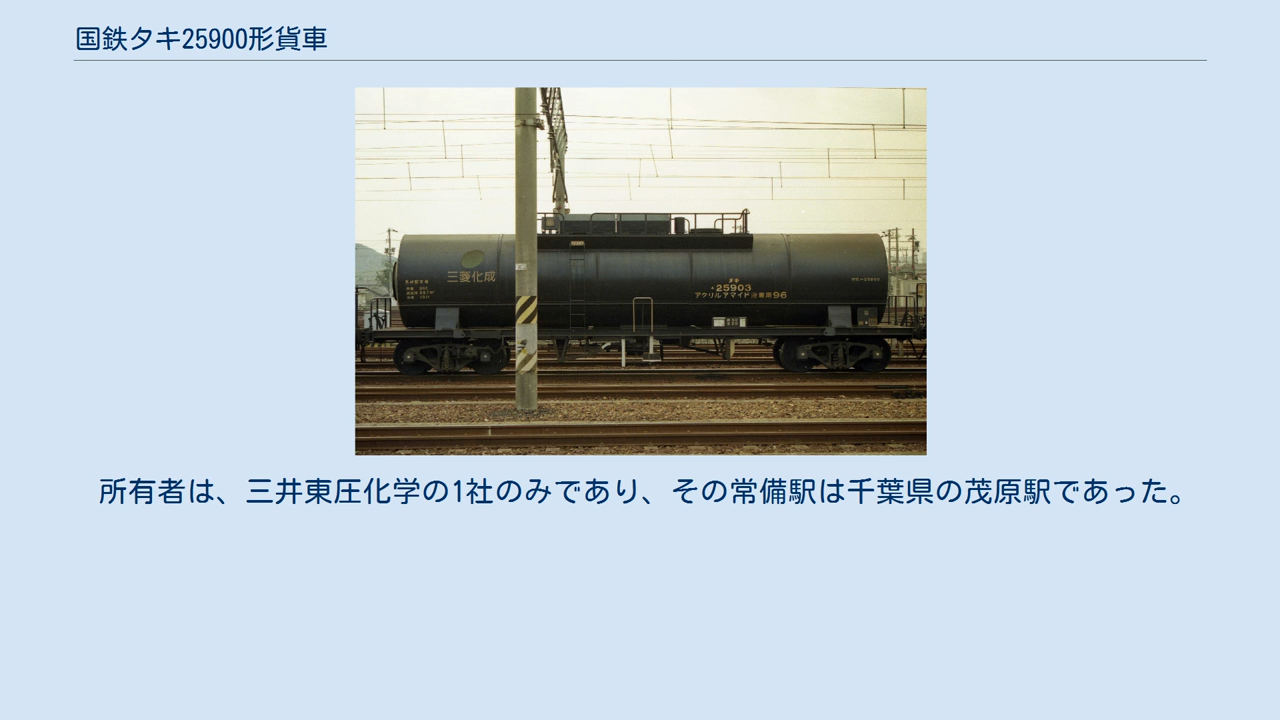 国鉄タキ25900形貨車
三菱化成
タキ
25903
アクリルアマイド液専用96
所有者は、三井東圧化学の1社のみであり、その常備駅は千葉県の茂原駅であった。